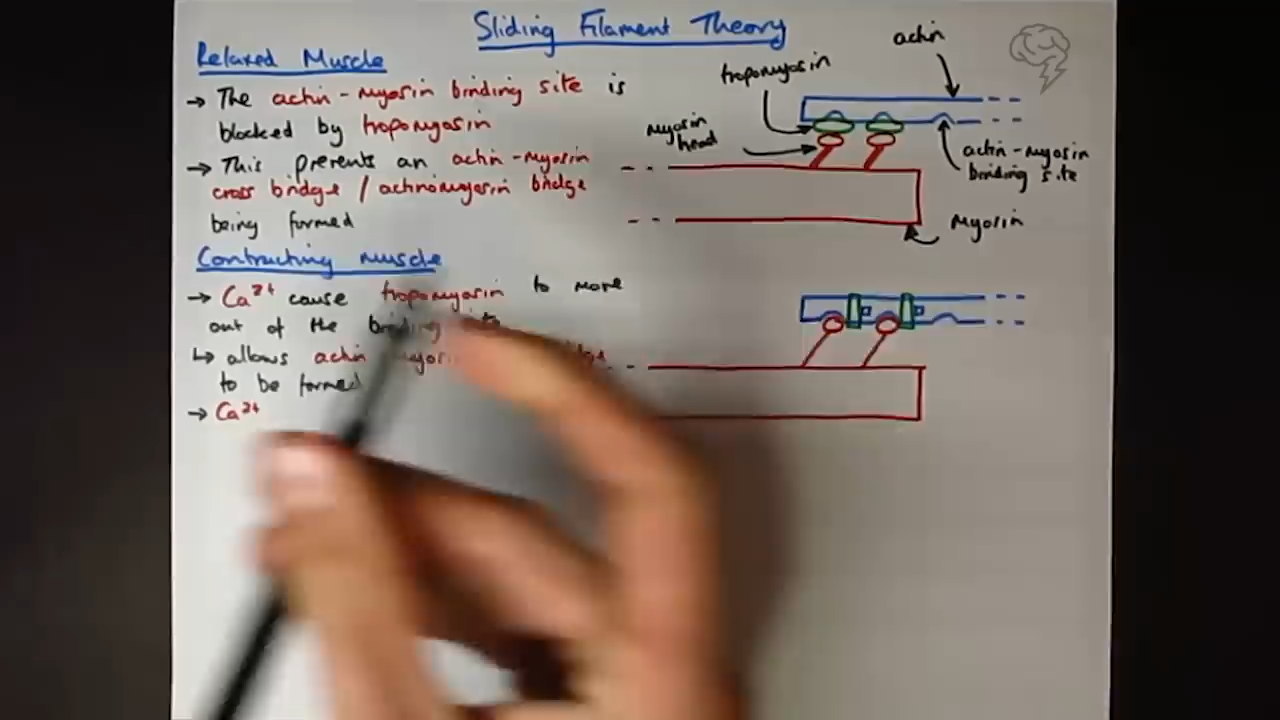 Sliding Filament Theory
Relaxed Muscle
→ The actin-myosin binding site is
blocked by tropomyosin
→ This prevents an actin-myosin
cross bridge / actinomyosin bridge
being formed
Contracting muscle
→ Ca²⁺ cause tropomyosin to move
out of the binding
↳ allows actin
to be formed
→ Ca²⁺
actin
tropomyosin
myosin
head
actin-myosin
binding site
Myosin